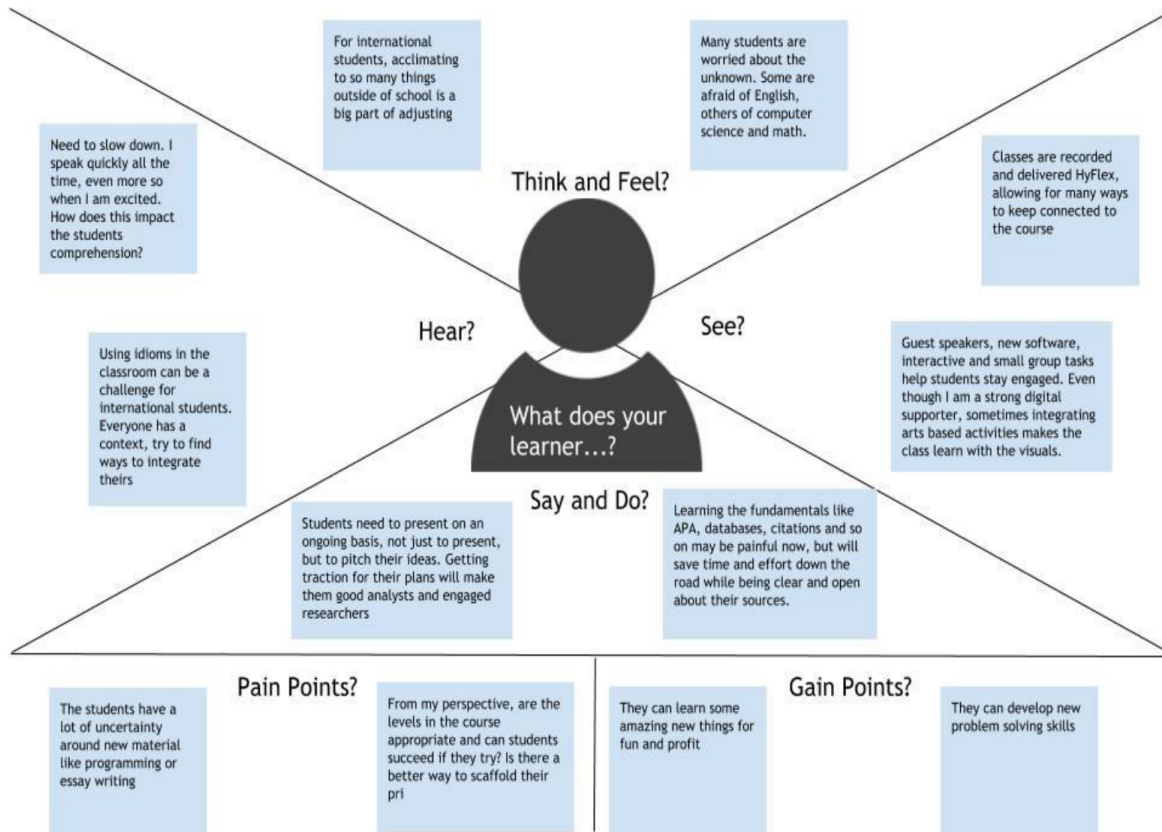 For international
students, acclimating
to so many things
outside of school is a
big part of adjusting
Many students are
worried about the
unknown. Some are
afraid of English,
others of computer
science and math.
Need to slow down. I
speak quickly all the
time, even more so
when I am excited.
How does this impact
the students
comprehension?
Think and Feel?
Classes are recorded
and delivered HyFlex,
allowing for many ways
to keep connected to
the course
Hear?
See?
Using idioms in the
classroom can be a
challenge for
international students.
Everyone has a
context, try to find
ways to integrate
theirs
Guest speakers, new software,
interactive and small group tasks
help students stay engaged. Even
though I am a strong digital
supporter, sometimes integrating
arts based activities makes the
class learn with the visuals.
What does your
learner...?
Say and Do?
Students need to present on an
ongoing basis, not just to present,
but to pitch their ideas. Getting
traction for their plans will make
them good analysts and engaged
researchers
Learning the fundamentals like
APA, databases, citations and so
on may be painful now, but will
save time and effort down the
road while being clear and open
about their sources.
Pain Points?
The students have a
lot of uncertainty
around new material
like programming or
essay writing
From my perspective, are the
levels in the course
appropriate and can students
succeed if they try? Is there a
better way to scaffold their
pri
Gain Points?
They can learn some
amazing new things for
fun and profit
They can develop new
problem solving skills